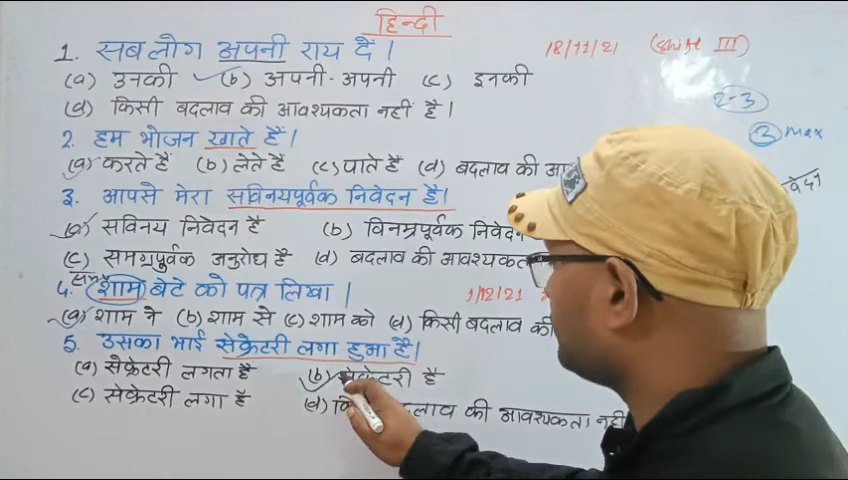 हिन्दी
1. सब लोग अपनी राय दें। 18/11/21 (Shift III)
(a) उनकी (b) अपनी-अपनी (c) इनकी
(d) किसी बदलाव की आवश्यकता नहीं है।
2-3
2. हम भोजन खाते हैं। 3 max
(a) करते हैं (b) लेते हैं (c) पाते हैं (d) बदलाव की
3. आपसे मेरा सविनयपूर्वक निवेदन है।
(a) सविनय निवेदन है (b) विनम्रपूर्वक निवेदन
(c) समग्रपूर्वक अनुरोध है (d) बदलाव की
4. शाम बेटे को पत्र लिखा। 1/12/21
(a) शाम ने (b) शाम से (c) शाम को (d) किसी बदलाव की
5. उसका भाई सेक्रेटरी लगा हुआ है।
(a) सेक्रेटरी लगता है (b) सेक्रेटरी है
(c) सेक्रेटरी लगा है (d) बदलाव की आवश्यकता नहीं